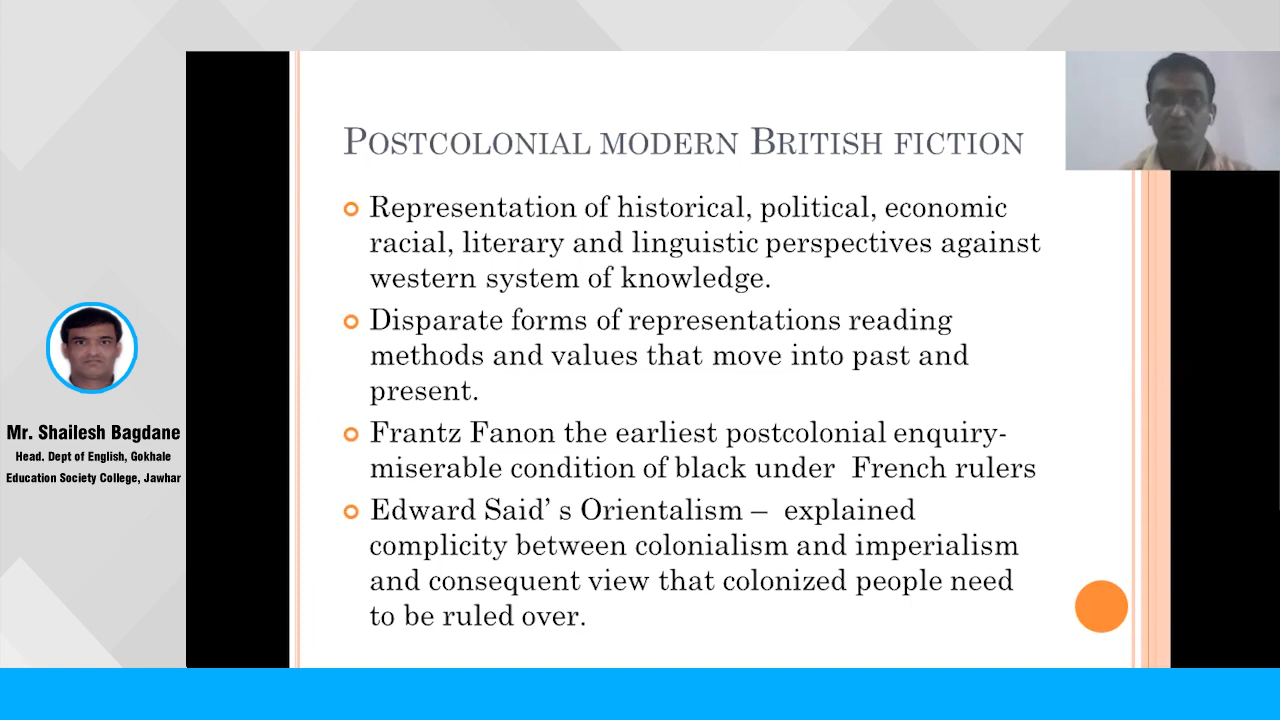 POSTCOLONIAL MODERN BRITISH FICTION
Representation of historical, political, economic
racial, literary and linguistic perspectives against
western system of knowledge.
Disparate forms of representations reading
methods and values that move into past and
present.
Frantz Fanon the earliest postcolonial enquiry-
miserable condition of black under French rulers
Edward Said' s Orientalism – explained
complicity between colonialism and imperialism
and consequent view that colonized people need
to be ruled over.
Mr. Shailesh Bagdane
Head. Dept of English, Gokhale
Education Society College, Jawhar